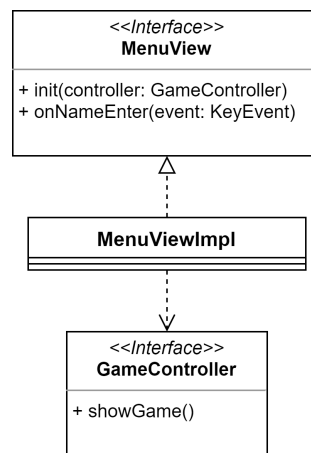 <<Interface>>
MenuView
+ init(controller: GameController)
+ onNameEnter(event: KeyEvent)
MenuViewImpl
<<Interface>>
GameController
+ showGame()